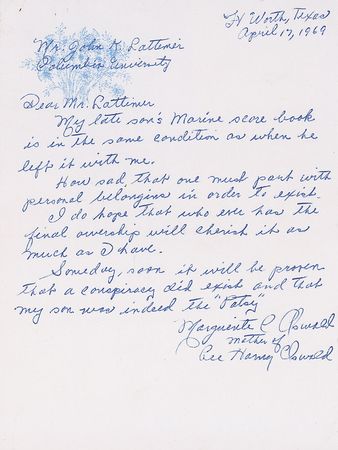 Ft Worth, Texas
April 17, 1969
Mr. John K. Lattimer
Columbia University
Dear Mr. Lattimer
My late son's Marine score book
is in the same condition as when he
left it with me.
How sad, that one must part with
personal belongins in order to exist.
I do hope that who ever has the
final owership will cherish it as
much as I have.
Someday, soon it will be proven
that a conspiracy did exist and that
my son was indeed the "Patsy"
Marguerite C Oswald
mother of
Lee Harvey Oswald